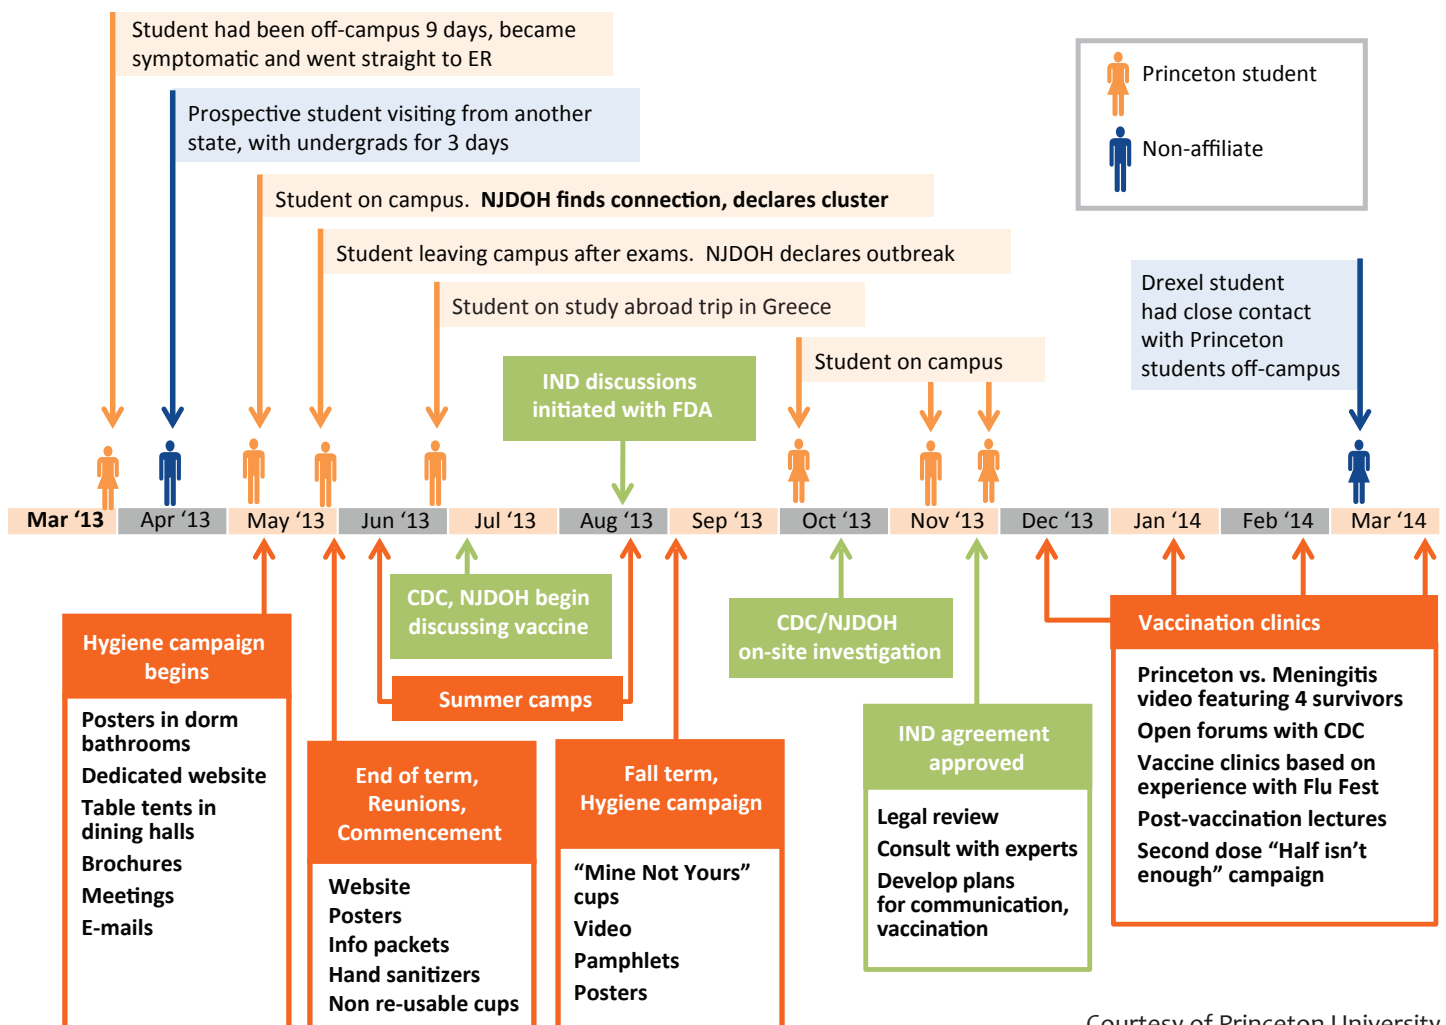 Student had been off-campus 9 days, became
symptomatic and went straight to ER
Prospective student visiting from another
state, with undergrads for 3 days
Student on campus. NJDOH finds connection, declares cluster
Student leaving campus after exams. NJDOH declares outbreak
Student on study abroad trip in Greece
Student on campus
IND discussions
initiated with FDA
Princeton student
Non-affiliate
Drexel student
had close contact
with Princeton
students off-campus
Mar ‘13 Apr ‘13 May ‘13 Jun ‘13 Jul ‘13 Aug ‘13 Sep ‘13 Oct ‘13 Nov ‘13 Dec ‘13 Jan ‘14 Feb ‘14 Mar ‘14
Hygiene campaign
begins
Posters in dorm
bathrooms
Dedicated website
Table tents in
dining halls
Brochures
Meetings
E-mails
CDC, NJDOH begin
discussing vaccine
Summer camps
End of term,
Reunions,
Commencement
Website
Posters
Info packets
Hand sanitizers
Non re-usable cups
Fall term,
Hygiene campaign
“Mine Not Yours”
cups
Video
Pamphlets
Posters
CDC/NJDOH
on-site investigation
IND agreement
approved
Legal review
Consult with experts
Develop plans
for communication,
vaccination
Vaccination clinics
Princeton vs. Meningitis
video featuring 4 survivors
Open forums with CDC
Vaccine clinics based on
experience with Flu Fest
Post-vaccination lectures
Second dose “Half isn’t
enough” campaign
Courtesy of Princeton University